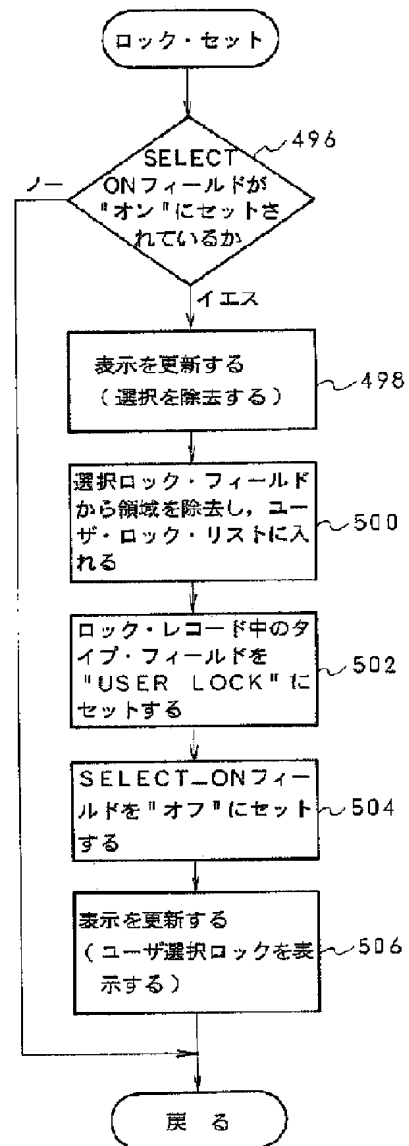 ロック・セット
496
SELECT
ONフィールドが
"オン"にセットさ
れているか
ノー
イエス
表示を更新する
(選択を除去する)
498
選択ロック・フィールド
から領域を除去し,ユー
ザ・ロック・リストに入
れる
500
ロック・レコード中のタ
イプ・フィールドを
"USER LOCK"に
セットする
502
SELECT_ONフィー
ルドを"オフ"にセット
する
504
表示を更新する
(ユーザ選択ロックを表
示する)
506
戻る